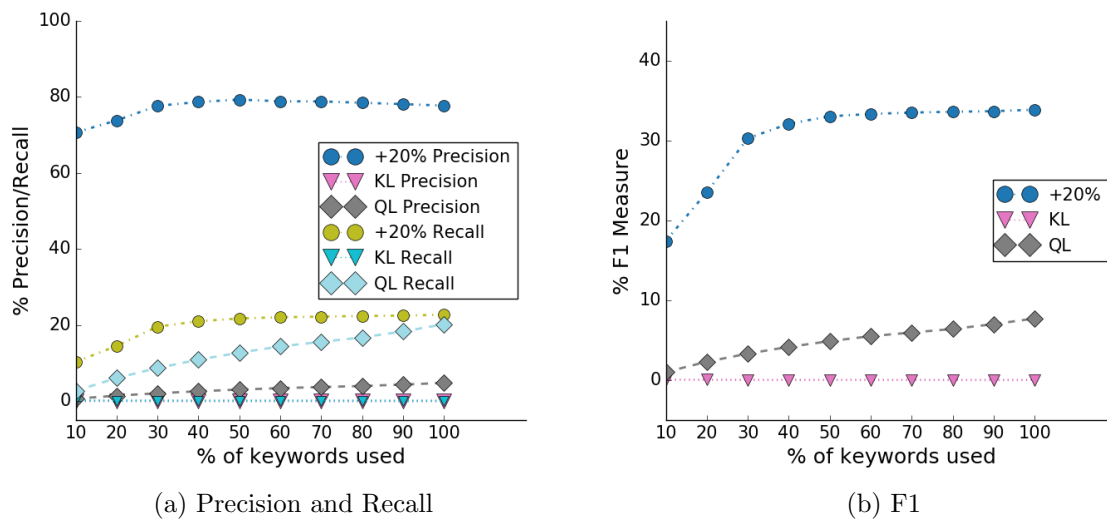 100
80
60
40
20
0
% Precision/Recall
+20% Precision
KL Precision
QL Precision
+20% Recall
KL Recall
QL Recall
10 20 30 40 50 60 70 80 90 100
% of keywords used
(a) Precision and Recall
40
30
20
10
0
% F1 Measure
+20%
KL
QL
10 20 30 40 50 60 70 80 90 100
% of keywords used
(b) F1